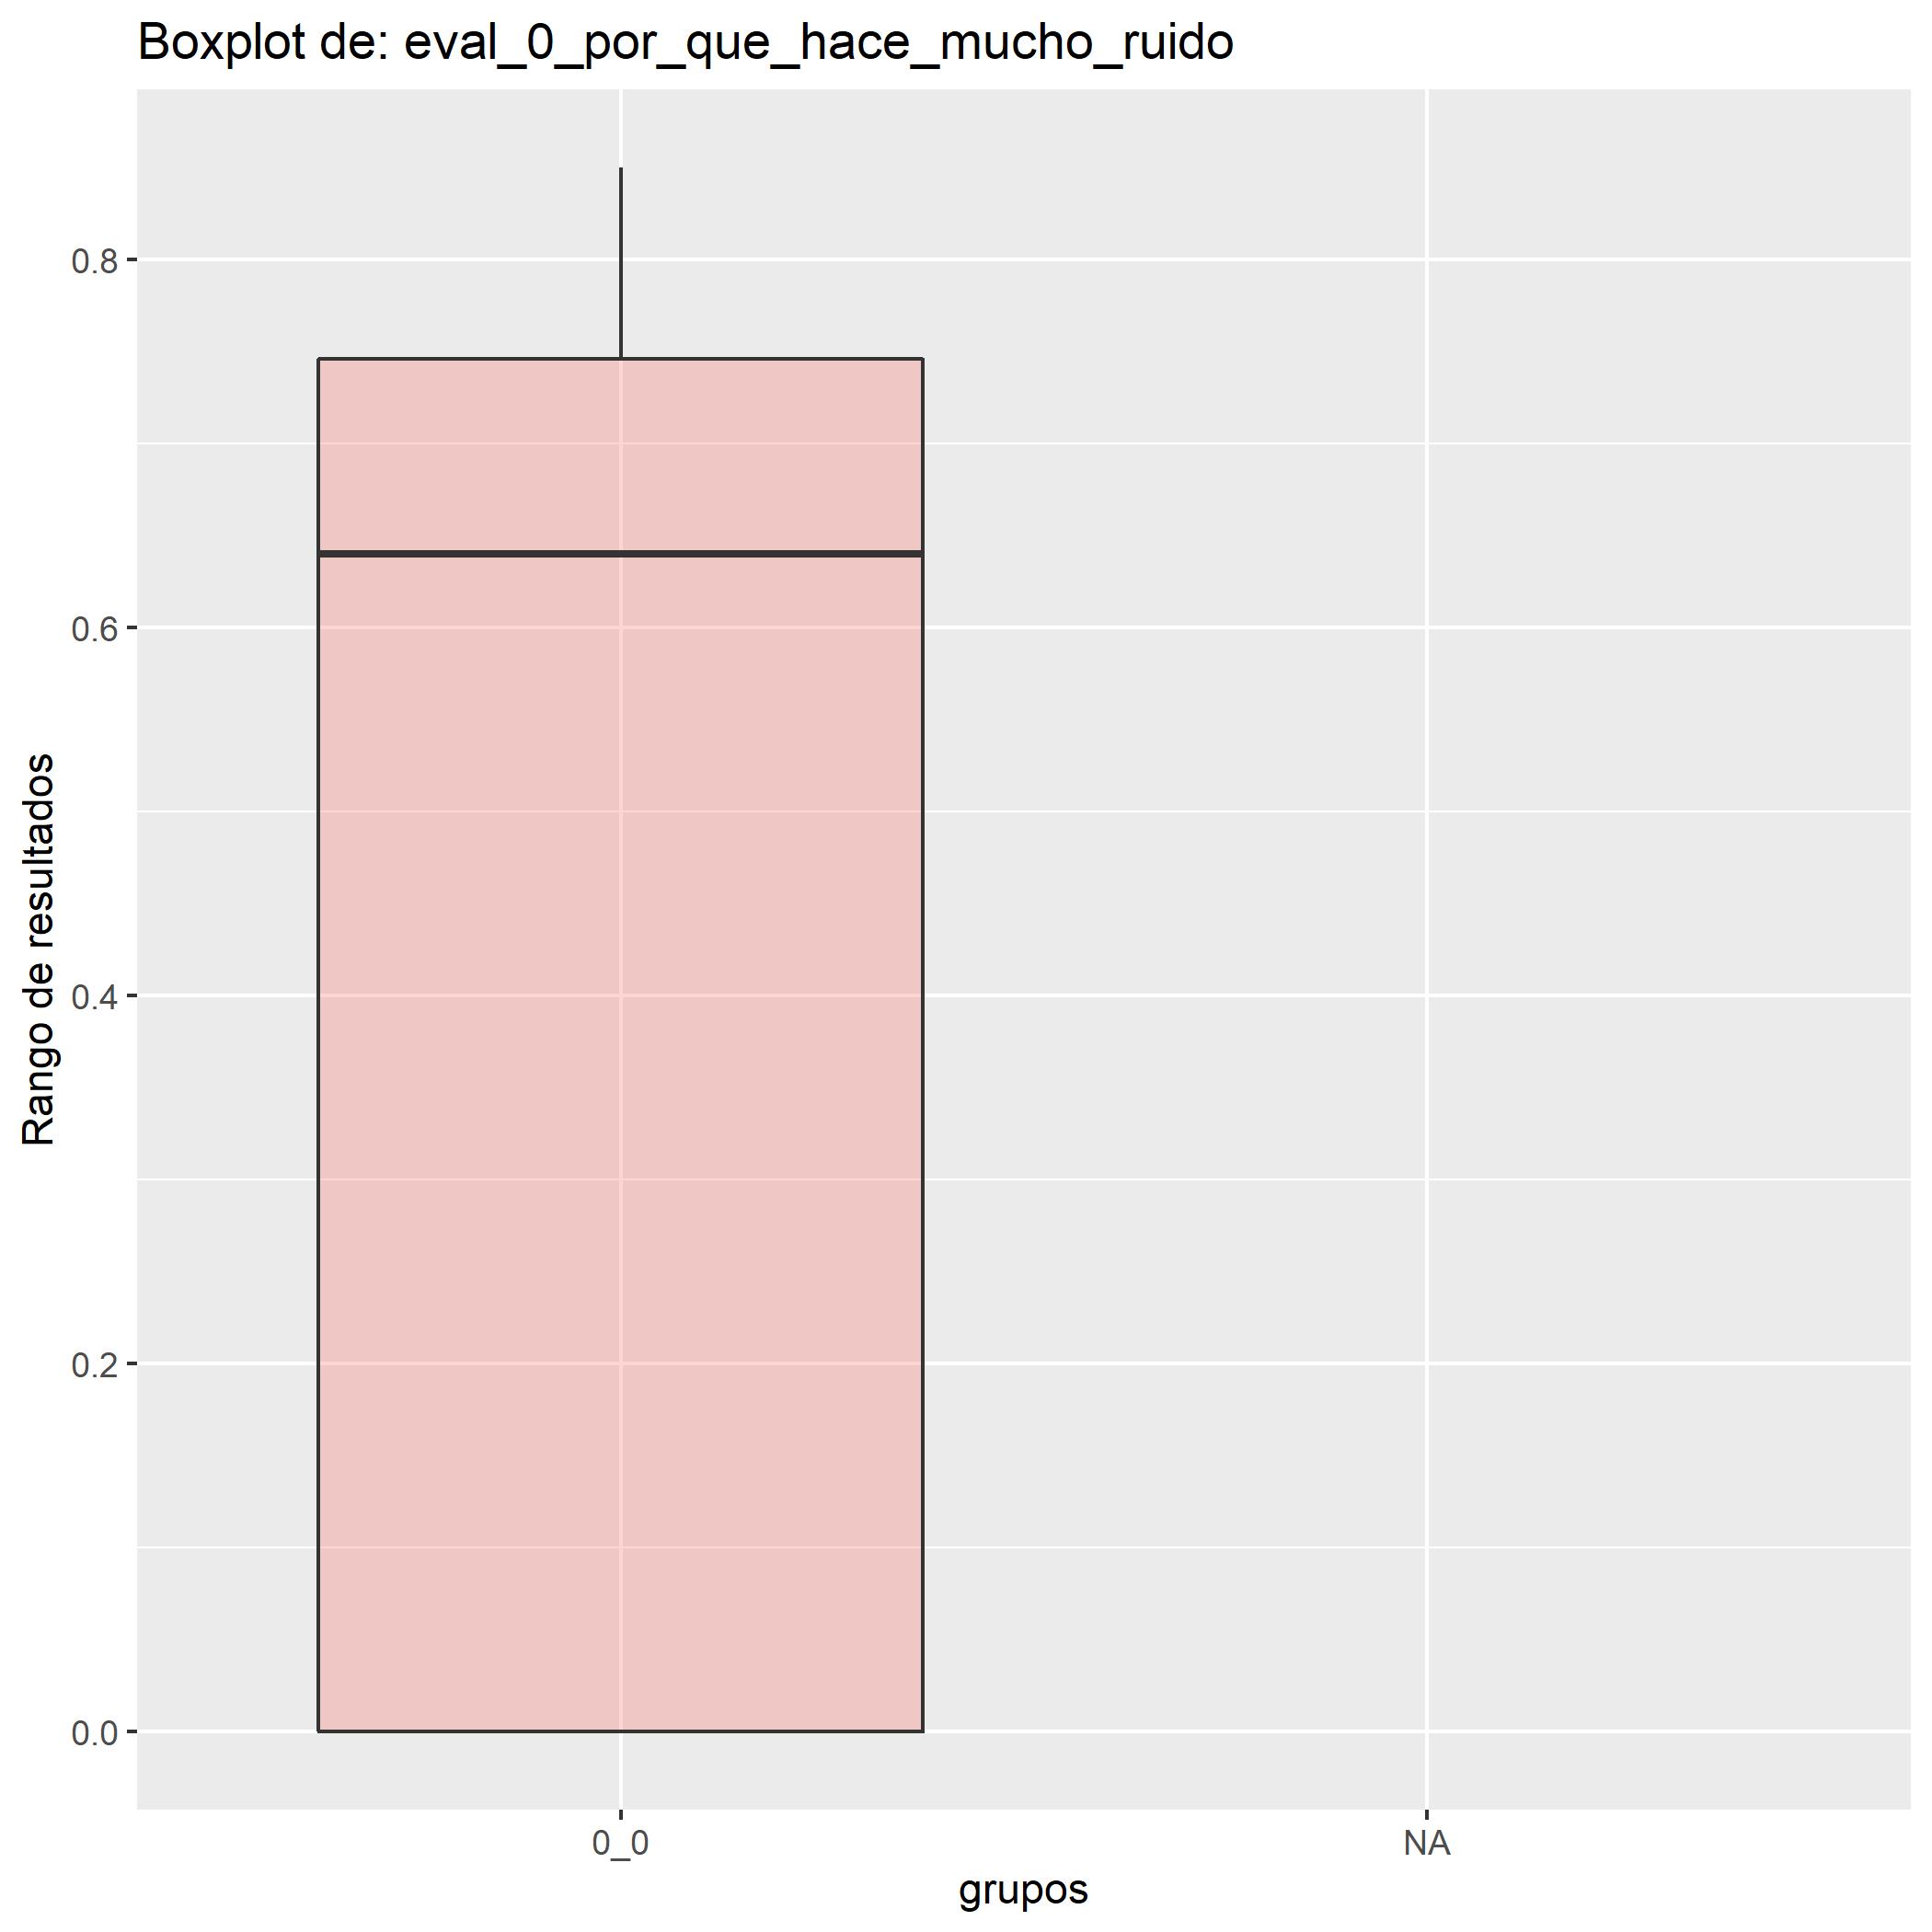 Boxplot de: eval_0_por_que_hace_mucho_ruido
Rango de resultados
0.8
0.6
0.4
0.2
0.0
0_0
NA
grupos